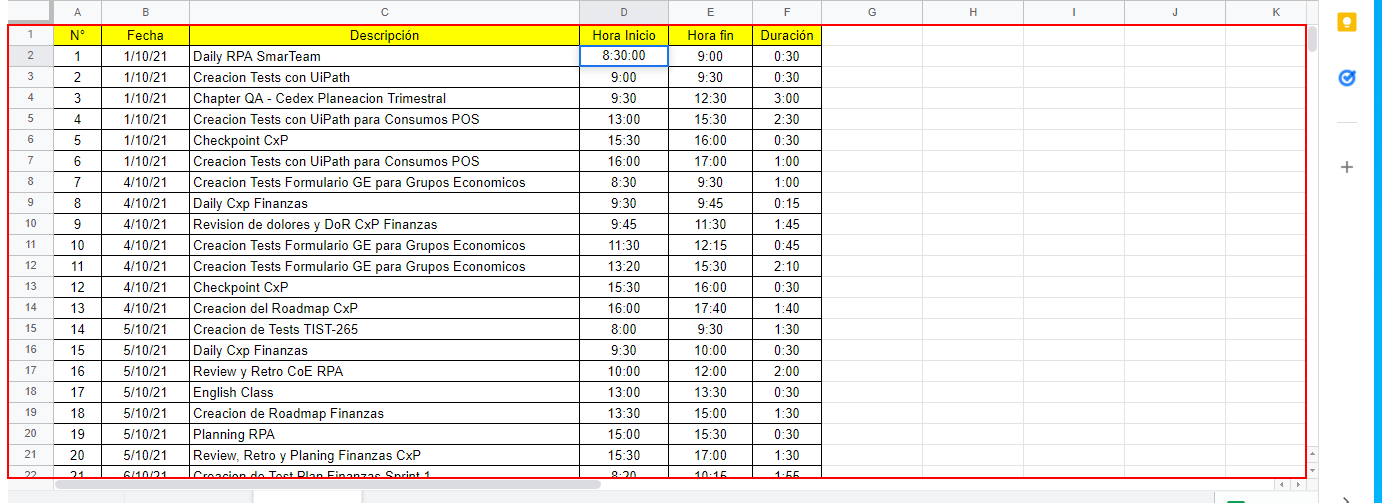 A B C D E F G H I J K
1 N° Fecha Descripción Hora Inicio Hora fin Duración
2 1 1/10/21 Daily RPA SmarTeam 8:30:00 9:00 0:30
3 2 1/10/21 Creacion Tests con UiPath 9:00 9:30 0:30
4 3 1/10/21 Chapter QA - Cedex Planeacion Trimestral 9:30 12:30 3:00
5 4 1/10/21 Creacion Tests con UiPath para Consumos POS 13:00 15:30 2:30
6 5 1/10/21 Checkpoint CxP 15:30 16:00 0:30
7 6 1/10/21 Creacion Tests con UiPath para Consumos POS 16:00 17:00 1:00
8 7 4/10/21 Creacion Tests Formulario GE para Grupos Economicos 8:30 9:30 1:00
9 8 4/10/21 Daily Cxp Finanzas 9:30 9:45 0:15
10 9 4/10/21 Revision de dolores y DoR CxP Finanzas 9:45 11:30 1:45
11 10 4/10/21 Creacion Tests Formulario GE para Grupos Economicos 11:30 12:15 0:45
12 11 4/10/21 Creacion Tests Formulario GE para Grupos Economicos 13:20 15:30 2:10
13 12 4/10/21 Checkpoint CxP 15:30 16:00 0:30
14 13 4/10/21 Creacion del Roadmap CxP 16:00 17:40 1:40
15 14 5/10/21 Creacion de Tests TIST-265 8:00 9:30 1:30
16 15 5/10/21 Daily Cxp Finanzas 9:30 10:00 0:30
17 16 5/10/21 Review y Retro CoE RPA 10:00 12:00 2:00
18 17 5/10/21 English Class 13:00 13:30 0:30
19 18 5/10/21 Creacion de Roadmap Finanzas 13:30 15:00 1:30
20 19 5/10/21 Planning RPA 15:00 15:30 0:30
21 20 5/10/21 Review, Retro y Planing Finanzas CxP 15:30 17:00 1:30
22 21 6/10/21 Creacion de Test Plan Finanzas Sprint 1 8:20 10:15 1:55